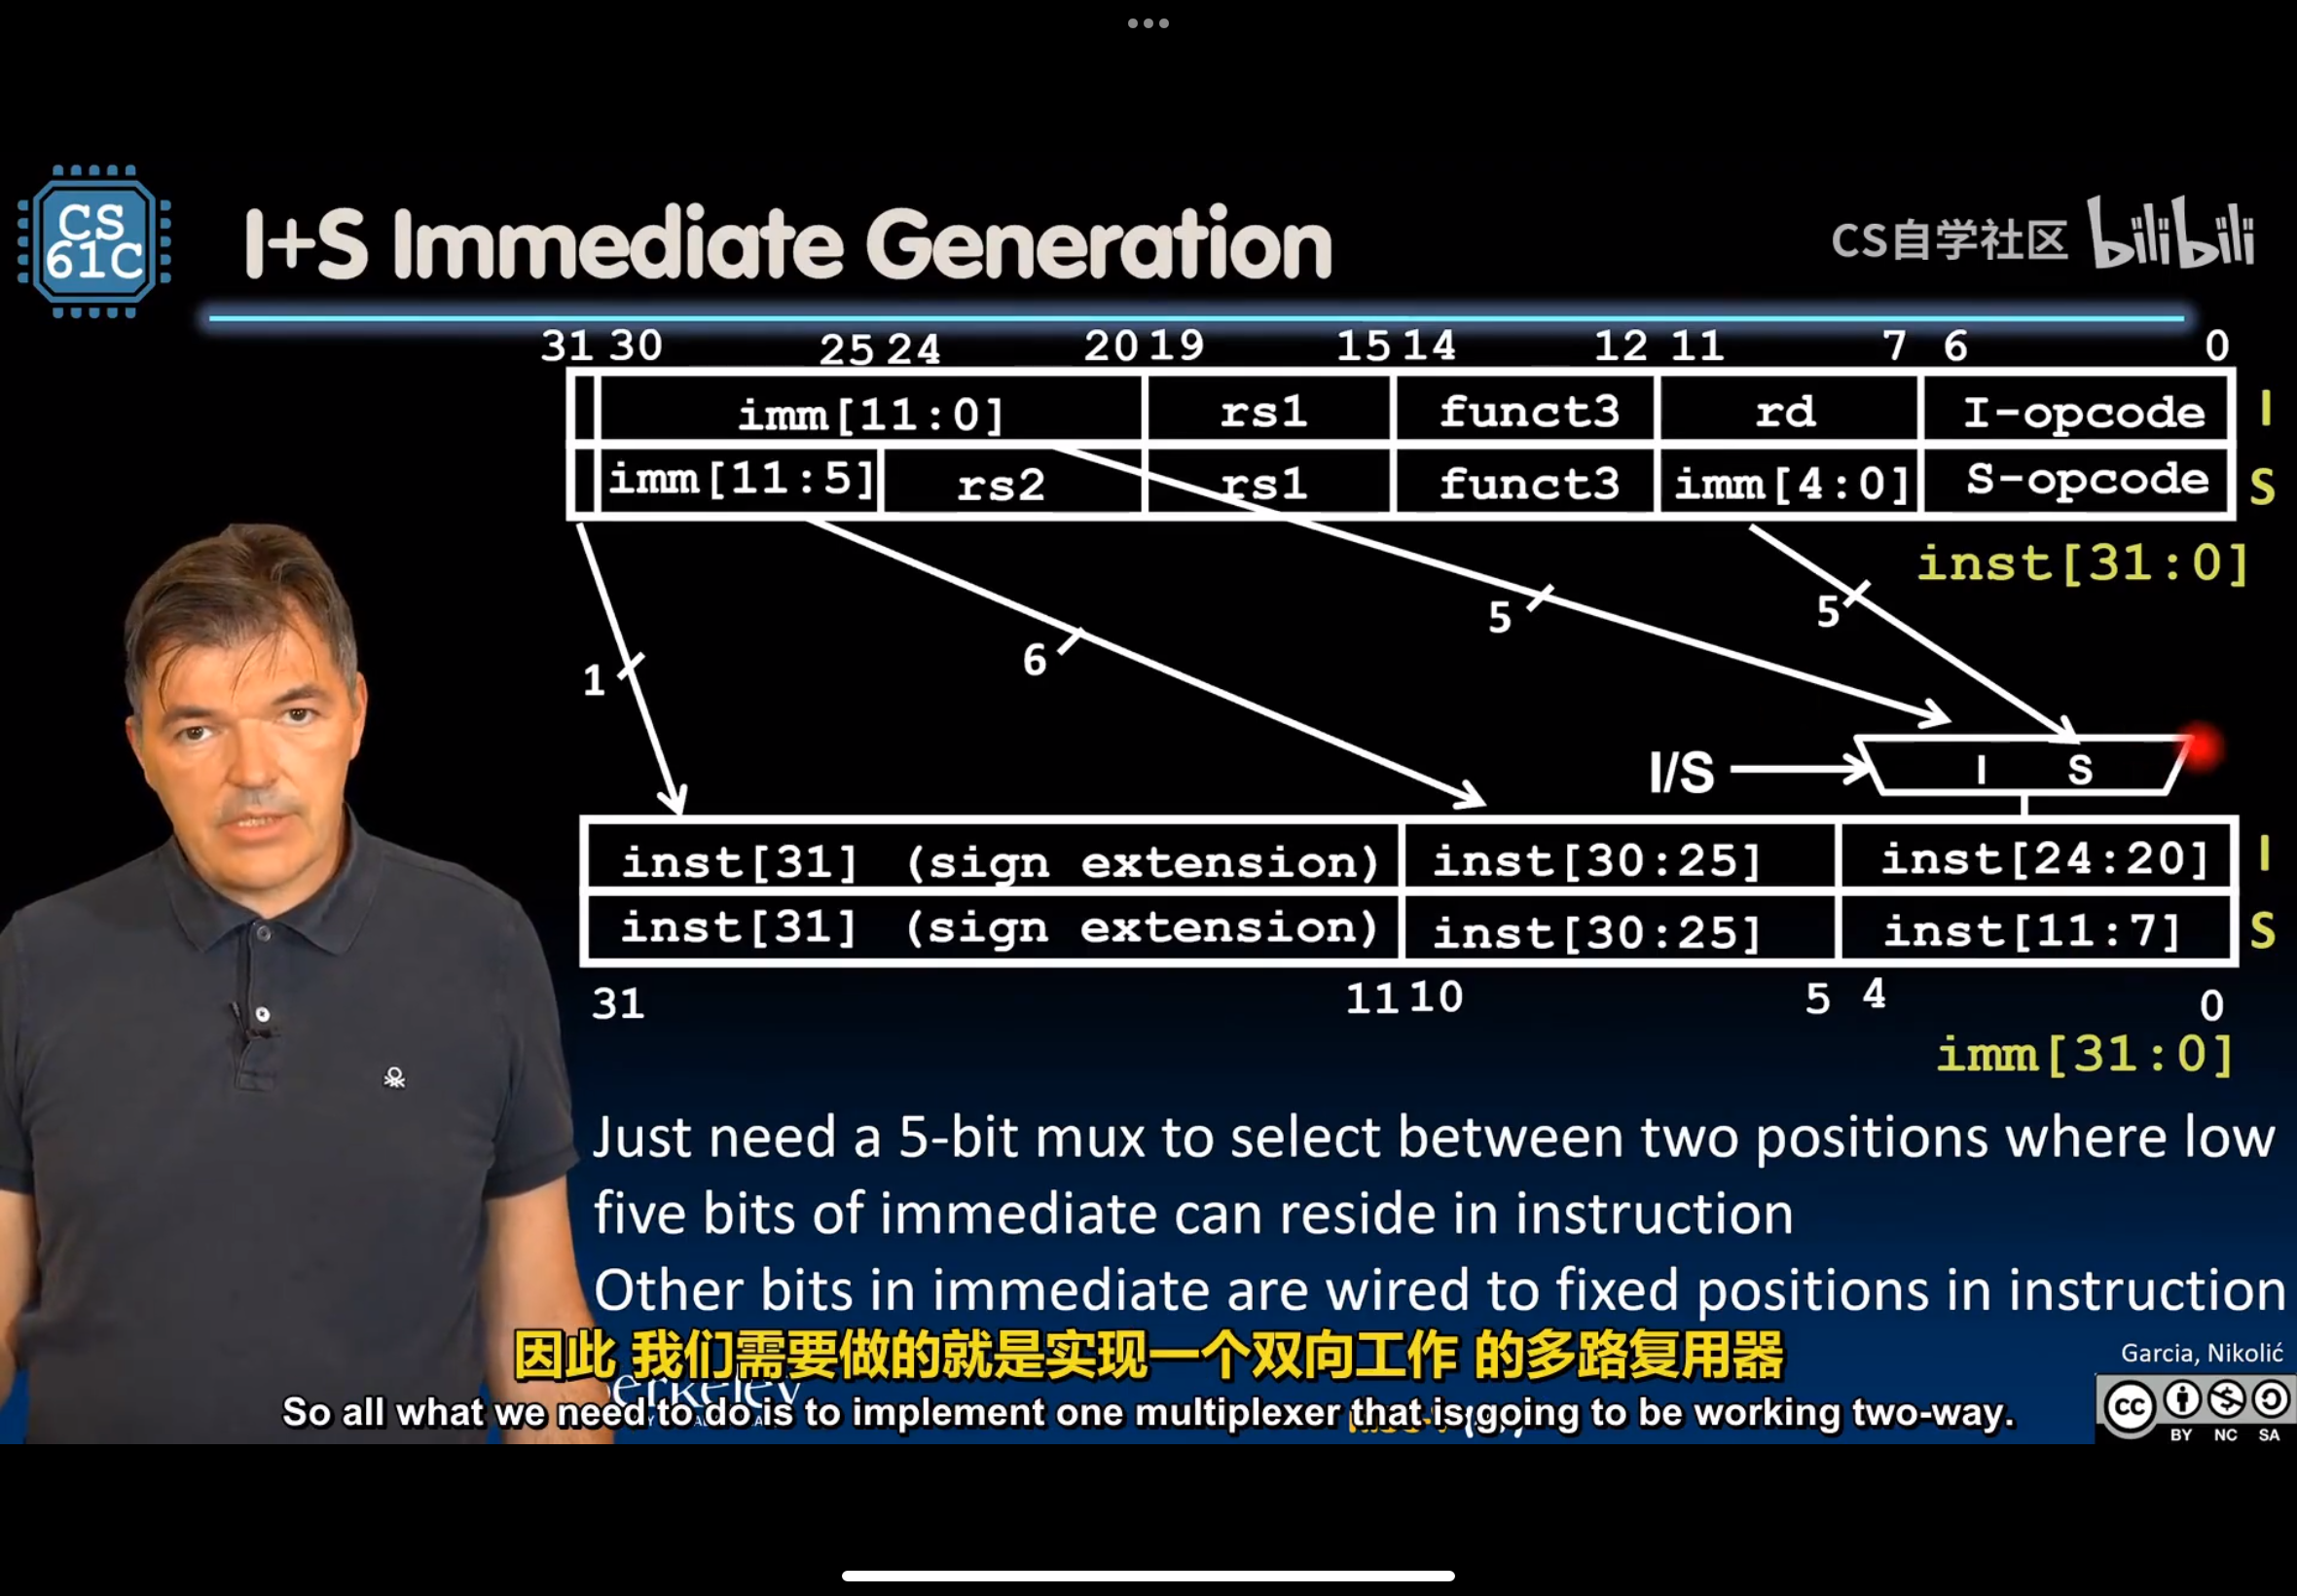 CS
61C
I+S Immediate Generation
CS自学社区 bilibili
31 30 25 24 20 19 15 14 12 11 7 6 0
imm[11:0] rs1 funct3 rd I-opcode I
imm[11:5] rs2 rs1 funct3 imm[4:0] S-opcode S
inst[31:0]
1 6 5 5
I/S I S
inst[31] (sign extension) inst[30:25] inst[24:20] I
inst[31] (sign extension) inst[30:25] inst[11:7] S
31 11 10 5 4 0
imm[31:0]
Just need a 5-bit mux to select between two positions where low
five bits of immediate can reside in instruction
Other bits in immediate are wired to fixed positions in instruction
因此 我们需要做的就是实现一个双向工作 的多路复用器
Garcia, Nikolić
So all what we need to do is to implement one multiplexer that is going to be working two-way.
cc
BY NC SA